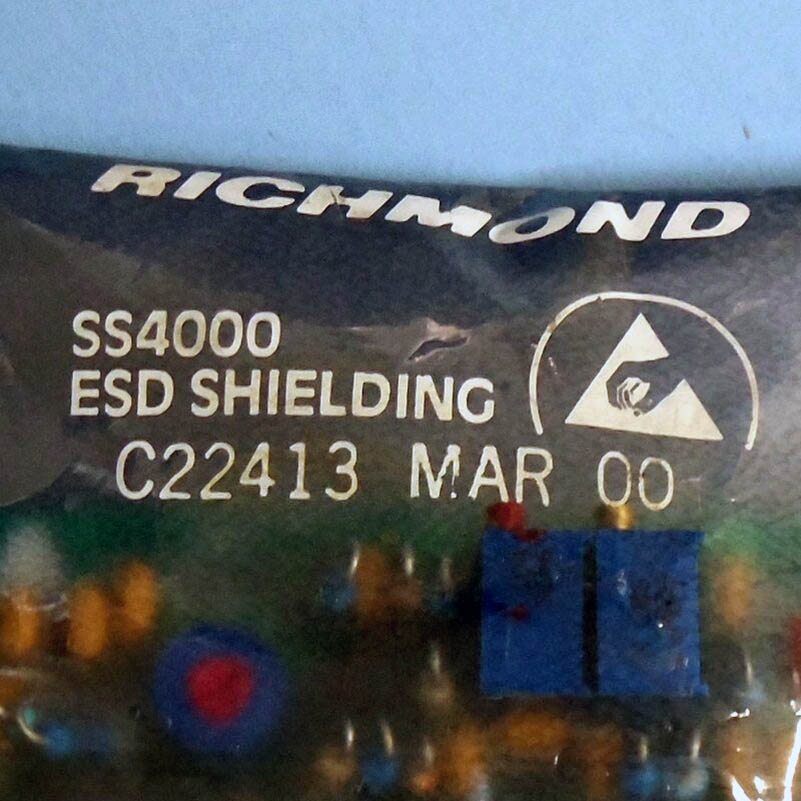 RICHMOND
SS4000
ESD SHIELDING
C22413 MAR 00